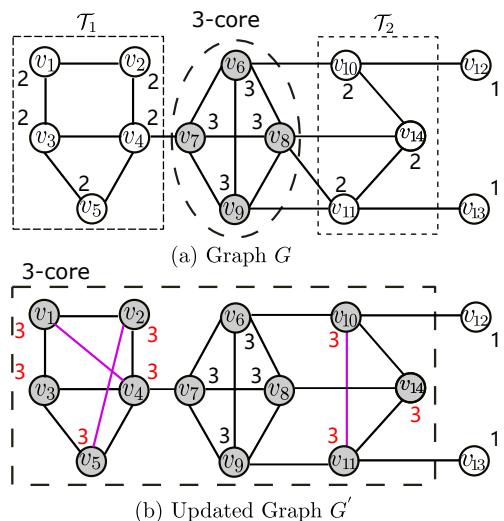 𝒯₁
3-core
𝒯₂
v₁ v₂ v₆ v₁₀ v₁₂
2 2 3 2 1
v₃ v₄ v₇ v₈ v₁₄
2 2 3 3 2
v₅ v₉ v₁₁ v₁₃
2 3 2 1
(a) Graph G
3-core
v₁ v₂ v₆ v₁₀ v₁₂
3 3 3 3 1
v₃ v₄ v₇ v₈ v₁₄
3 3 3 3 3
v₅ v₉ v₁₁ v₁₃
3 3 3 1
(b) Updated Graph G′